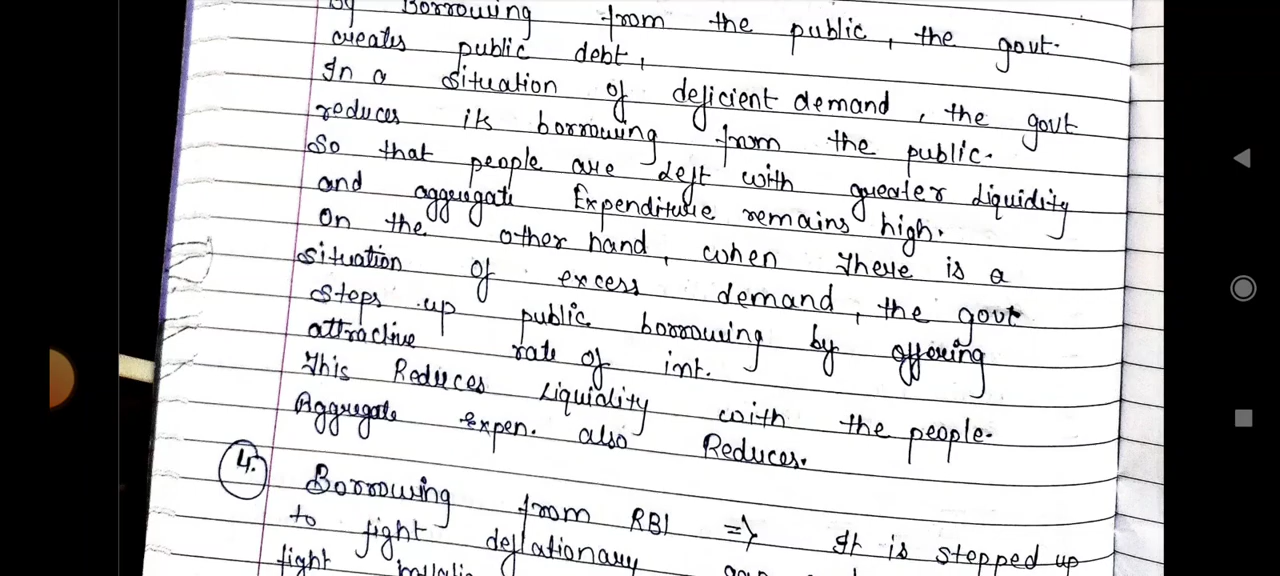 By Borrowing from the public, the govt.
creates public debt,
In a situation of deficient demand, the govt
reduces its borrowing from the public.
So that people are left with greater Liquidity
and aggregate Expenditure remains high.
On the other hand, when there is a
situation of excess demand, the govt
steps up public borrowing by offering
attractive rate of int.
This Reduces Liquidity with the people.
Aggregate expen. also Reduces.
4. Borrowing from RBI => It is stepped up
to fight deflationary
fight